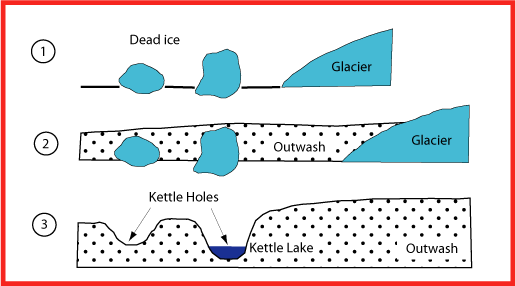 Dead ice
1
Glacier
2
Outwash
Glacier
Kettle Holes
3
Kettle Lake
Outwash